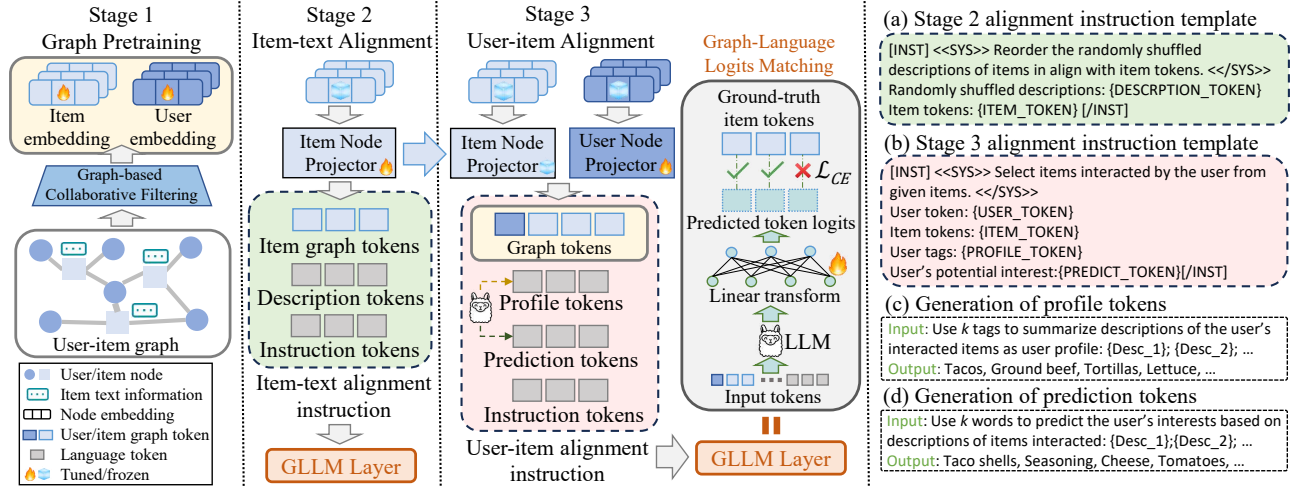 Stage 1
Graph Pretraining
Item
embedding
User
embedding
Graph-based
Collaborative Filtering
User-item graph
User/item node
Item text information
Node embedding
User/item graph token
Language token
Tuned/frozen
Stage 2
Item-text Alignment
Item Node
Projector
Item graph tokens
Description tokens
Instruction tokens
Item-text alignment
instruction
GLLM Layer
Stage 3
User-item Alignment
Item Node
Projector
User Node
Projector
Graph tokens
Profile tokens
Prediction tokens
Instruction tokens
User-item alignment
instruction
Graph-Language
Logits Matching
Ground-truth
item tokens
L_CE
Predicted token logits
Linear transform
LLM
Input tokens
GLLM Layer
(a) Stage 2 alignment instruction template
[INST] <<SYS>> Reorder the randomly shuffled
descriptions of items in align with item tokens. <</SYS>>
Randomly shuffled descriptions: {DESCRPTION_TOKEN}
Item tokens: {ITEM_TOKEN} [/INST]
(b) Stage 3 alignment instruction template
[INST] <<SYS>> Select items interacted by the user from
given items. <</SYS>>
User token: {USER_TOKEN}
Item tokens: {ITEM_TOKEN}
User tags: {PROFILE_TOKEN}
User's potential interest:{PREDICT_TOKEN}[/INST]
(c) Generation of profile tokens
Input: Use k tags to summarize descriptions of the user's
interacted items as user profile: {Desc_1}; {Desc_2}; ...
Output: Tacos, Ground beef, Tortillas, Lettuce, ...
(d) Generation of prediction tokens
Input: Use k words to predict the user's interests based on
descriptions of items interacted: {Desc_1};{Desc_2}; ...
Output: Taco shells, Seasoning, Cheese, Tomatoes, ...